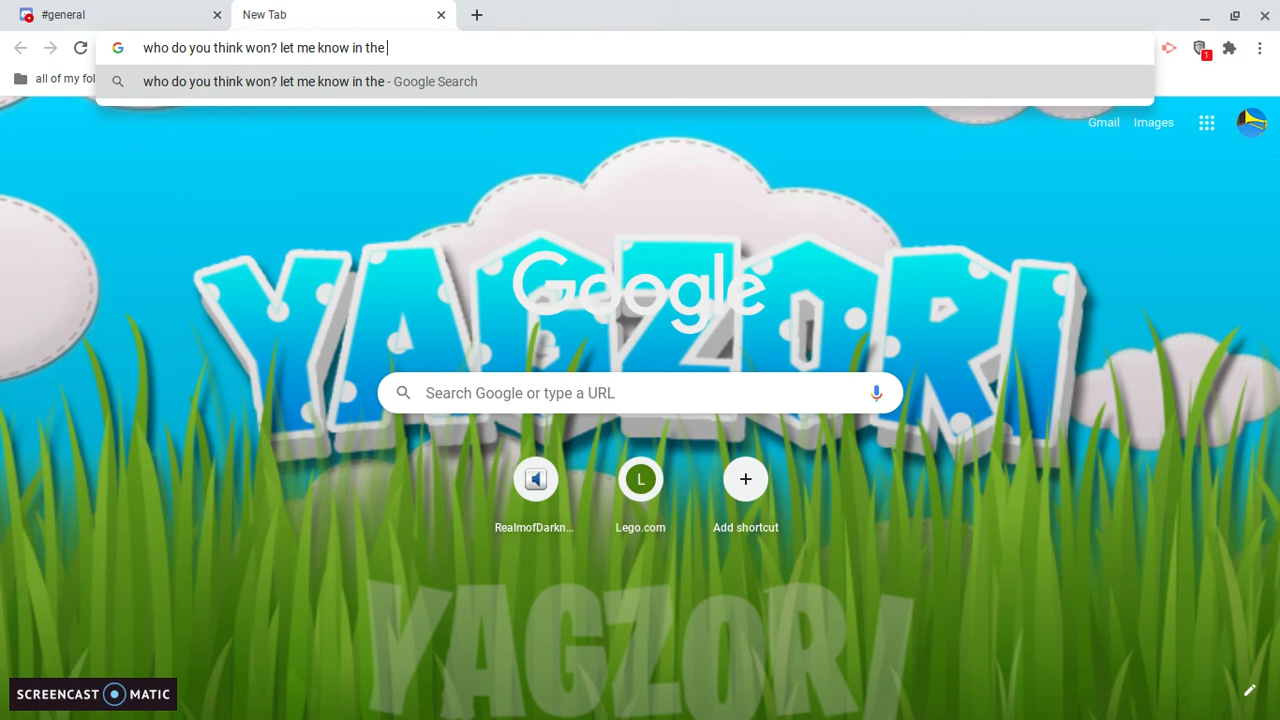 #general
New Tab
who do you think won? let me know in the
all of my fol
who do you think won? let me know in the - Google Search
1
Gmail
Images
YAGZORI
Google
Search Google or type a URL
L
RealmofDarkn...
Lego.com
Add shortcut
YAGZORI
SCREENCAST MATIC